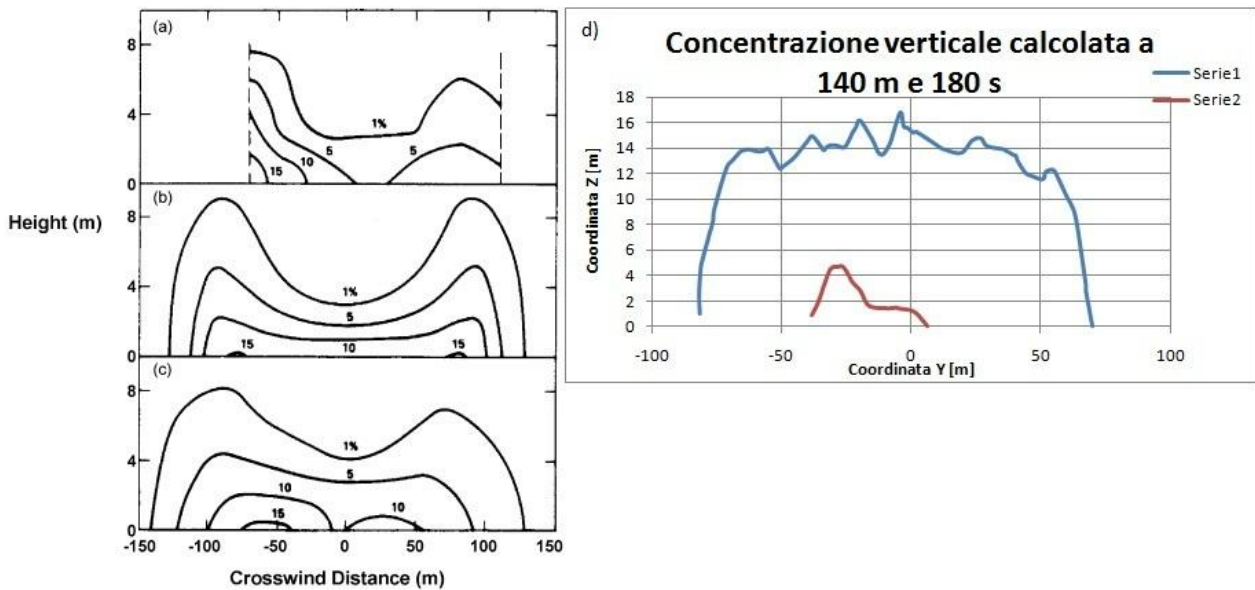 (a)
8
4
0
1%
5
5
10
15
(b)
Height (m)
8
4
0
1%
5
10
15
15
(c)
8
4
0
1%
5
10
10
15
-150 -100 -50 0 50 100 150
Crosswind Distance (m)
d)
Concentrazione verticale calcolata a
140 m e 180 s
Serie1
Serie2
Coordinata Z [m]
18
16
14
12
10
8
6
4
2
0
-100 -50 0 50 100
Coordinata Y [m]